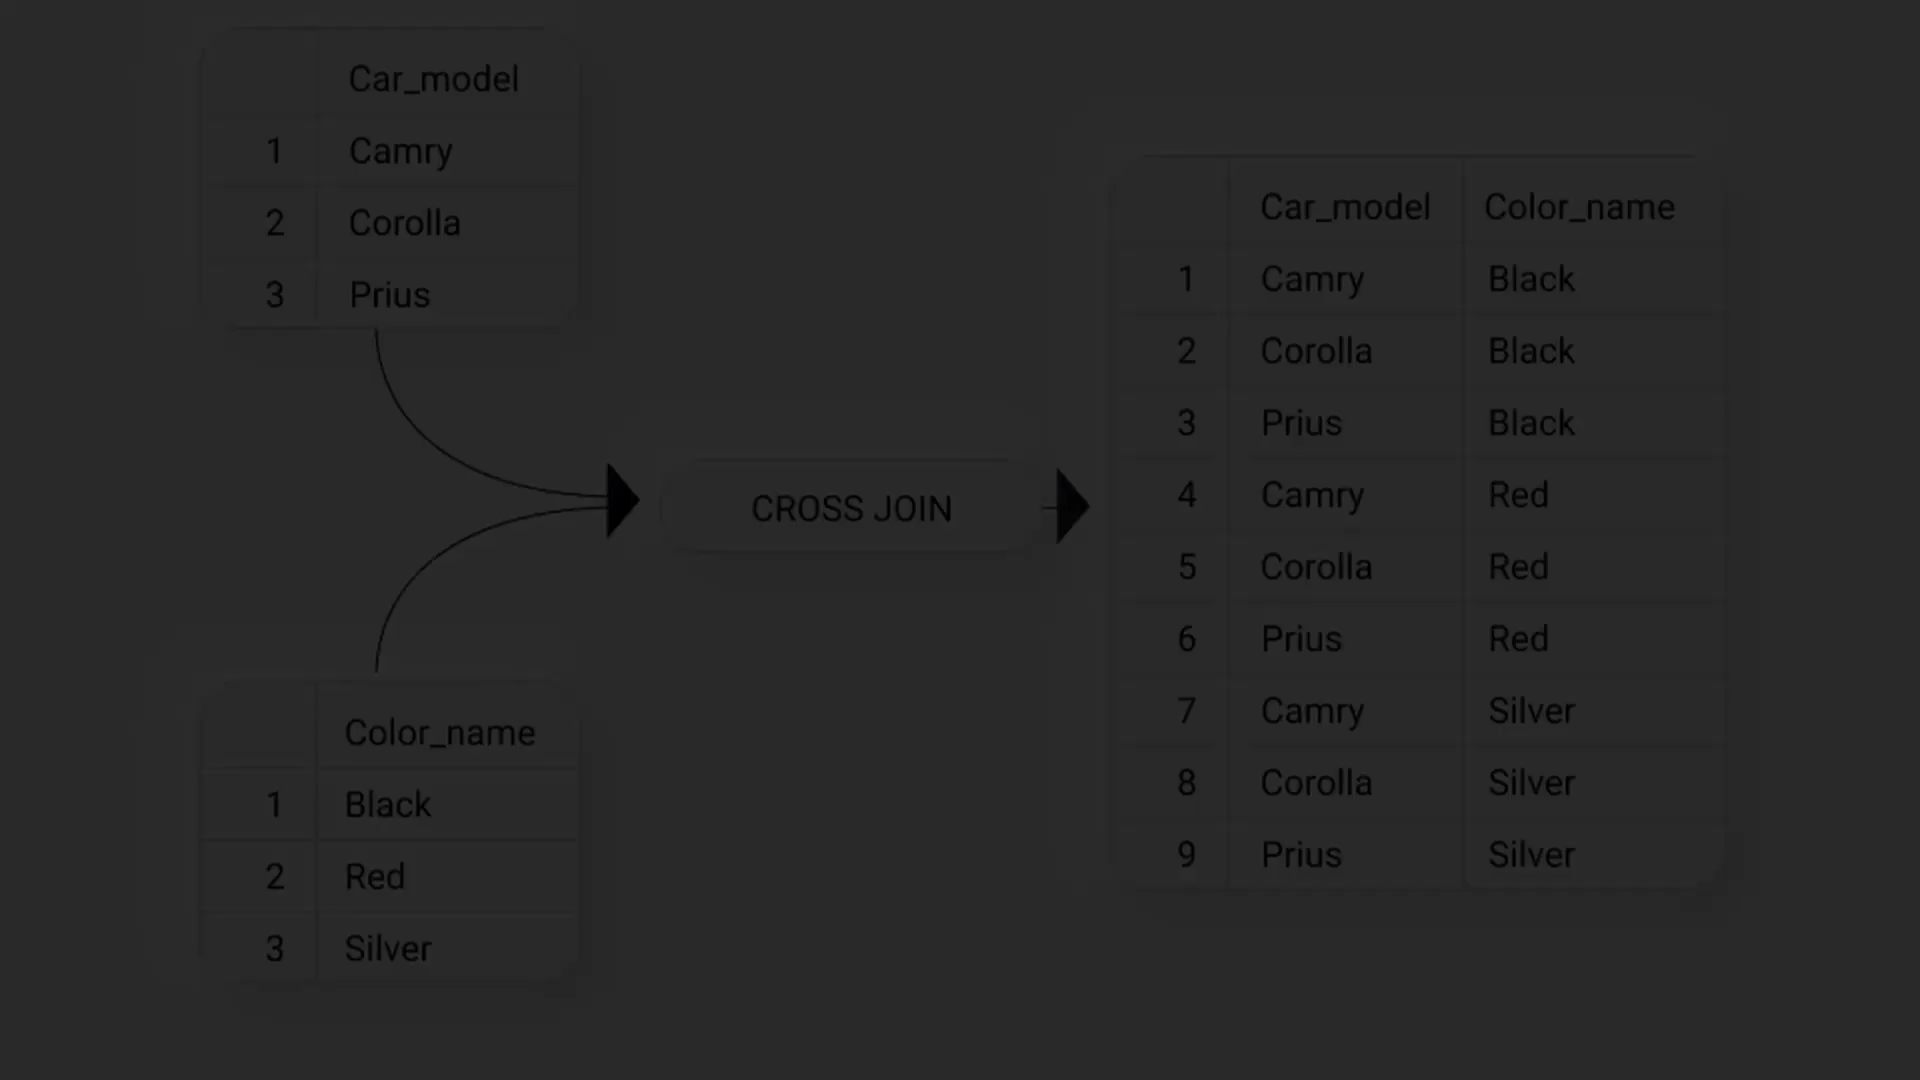 Car_model
1 Camry
2 Corolla
3 Prius
CROSS JOIN
Color_name
1 Black
2 Red
3 Silver
Car_model Color_name
1 Camry Black
2 Corolla Black
3 Prius Black
4 Camry Red
5 Corolla Red
6 Prius Red
7 Camry Silver
8 Corolla Silver
9 Prius Silver